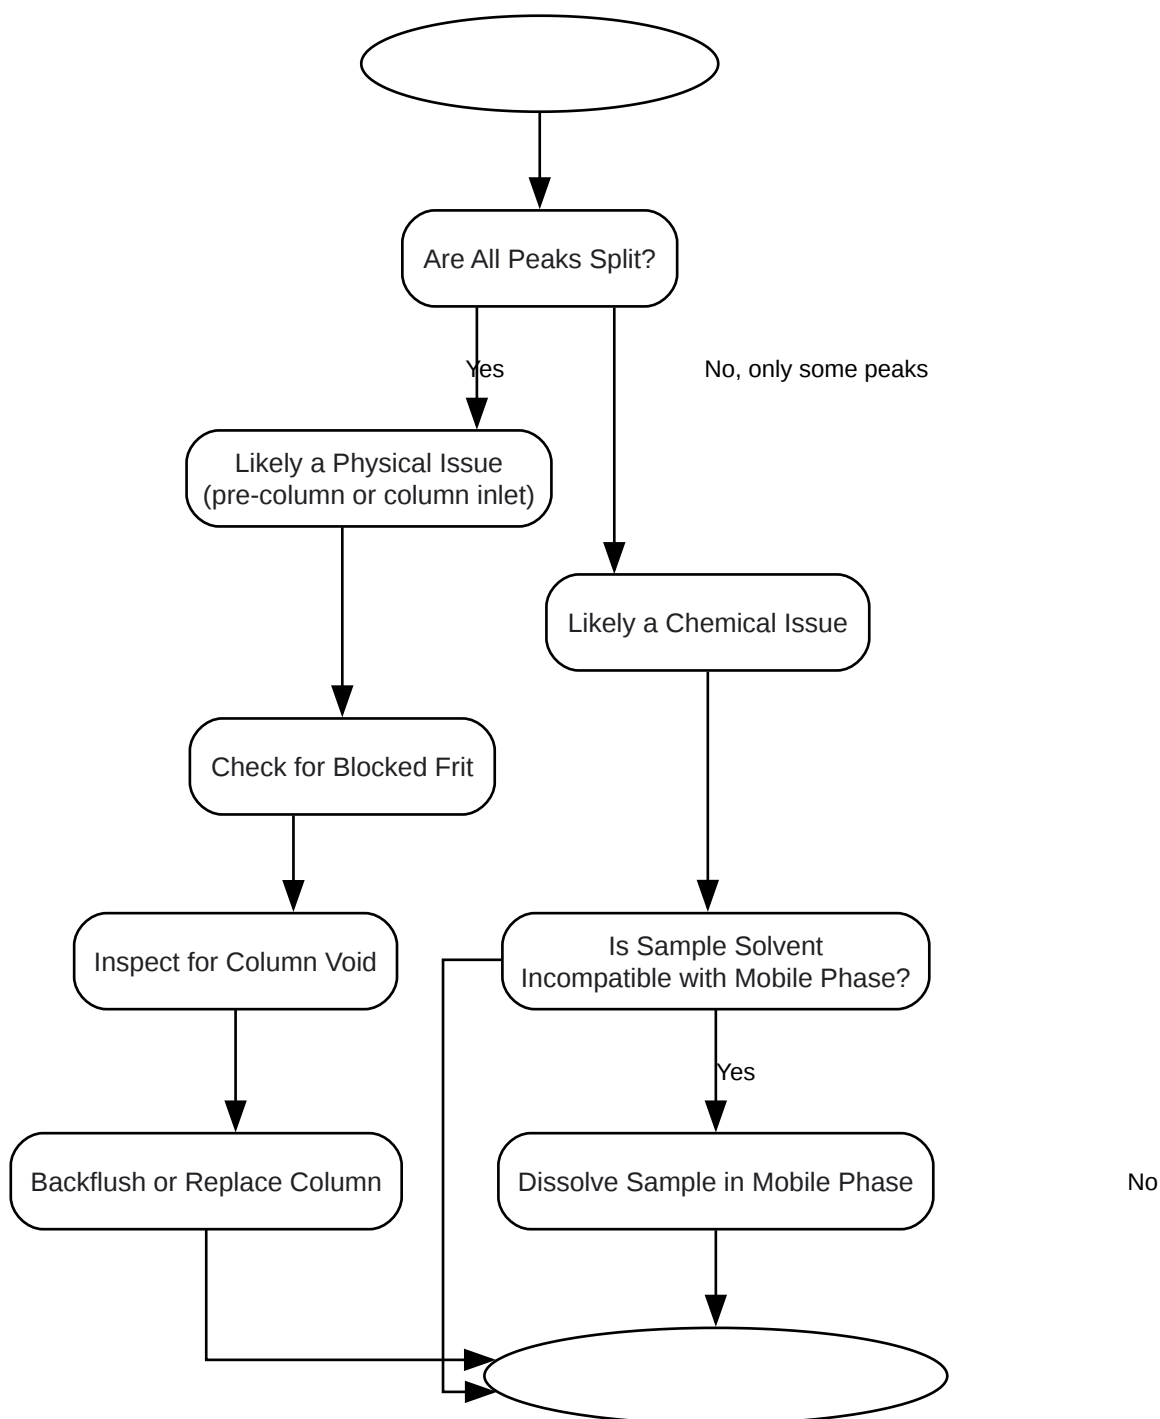 Are All Peaks Split?
Yes
No, only some peaks
Likely a Physical Issue
(pre-column or column inlet)
Likely a Chemical Issue
Check for Blocked Frit
Inspect for Column Void
Is Sample Solvent
Incompatible with Mobile Phase?
Yes
Backflush or Replace Column
Dissolve Sample in Mobile Phase
No